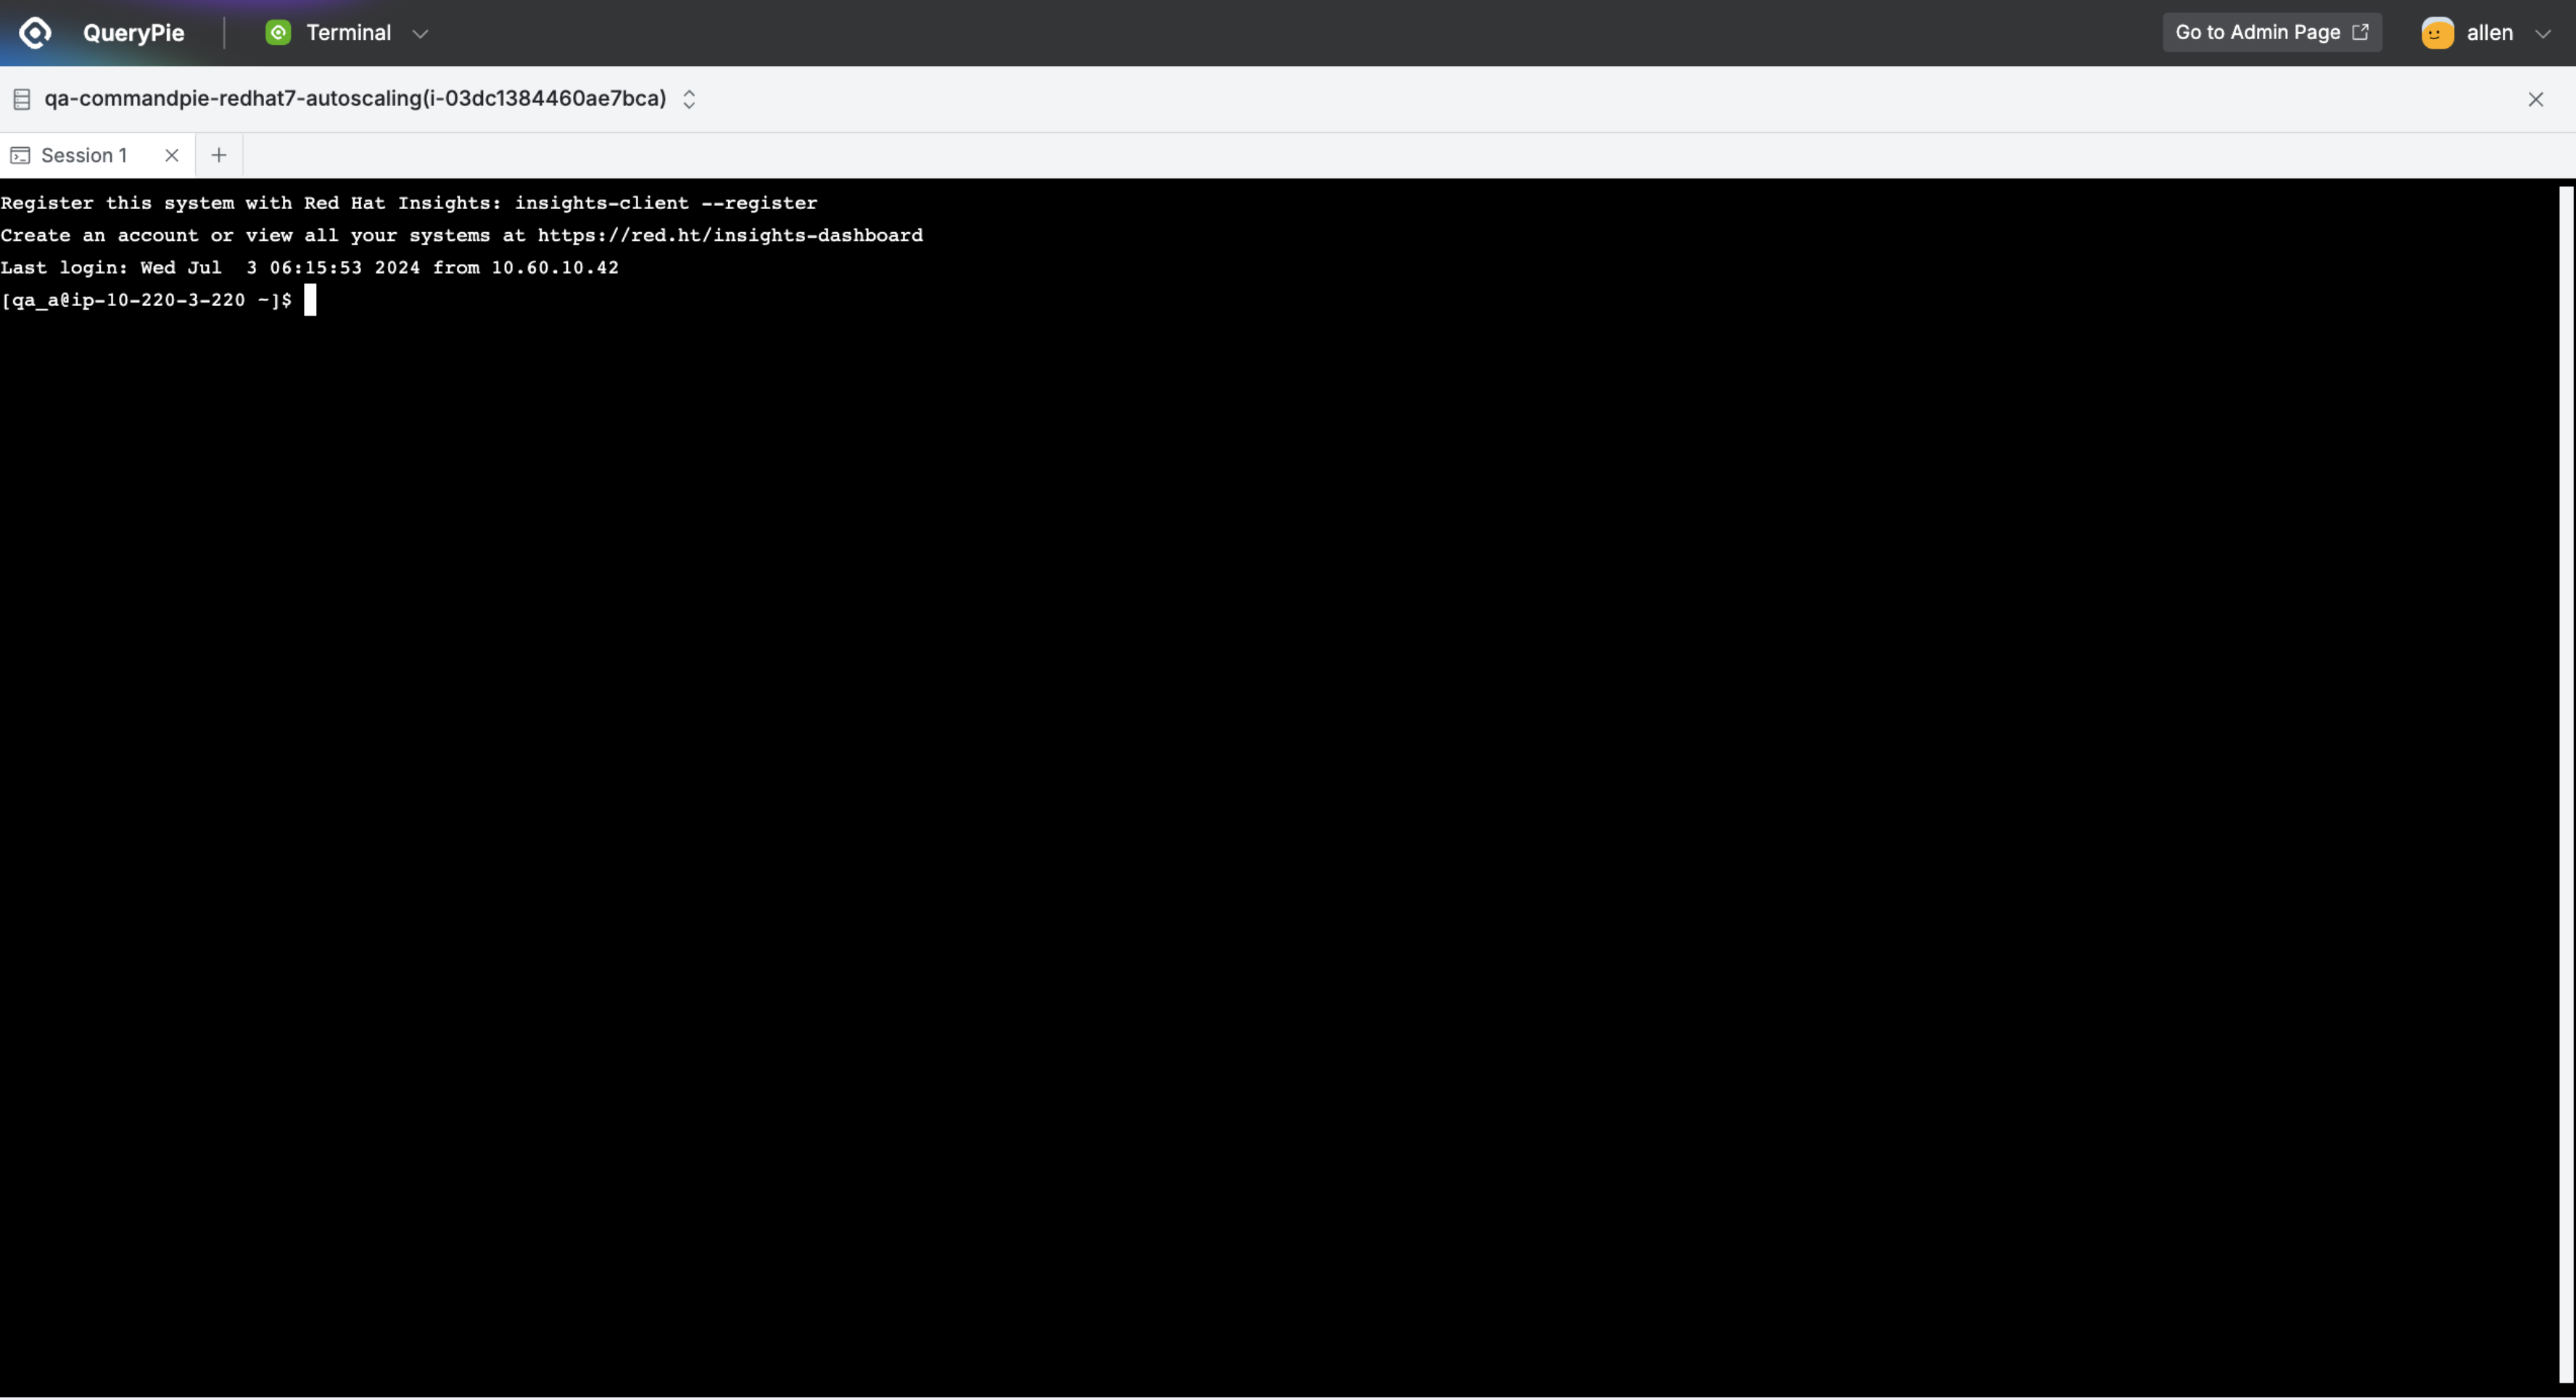 QueryPie
Terminal
Go to Admin Page
allen
qa-commandpie-redhat7-autoscaling(i-03dc1384460ae7bca)
Session 1
Register this system with Red Hat Insights: insights-client --register
Create an account or view all your systems at https://red.ht/insights-dashboard
Last login: Wed Jul  3 06:15:53 2024 from 10.60.10.42
[qa_a@ip-10-220-3-220 ~]$